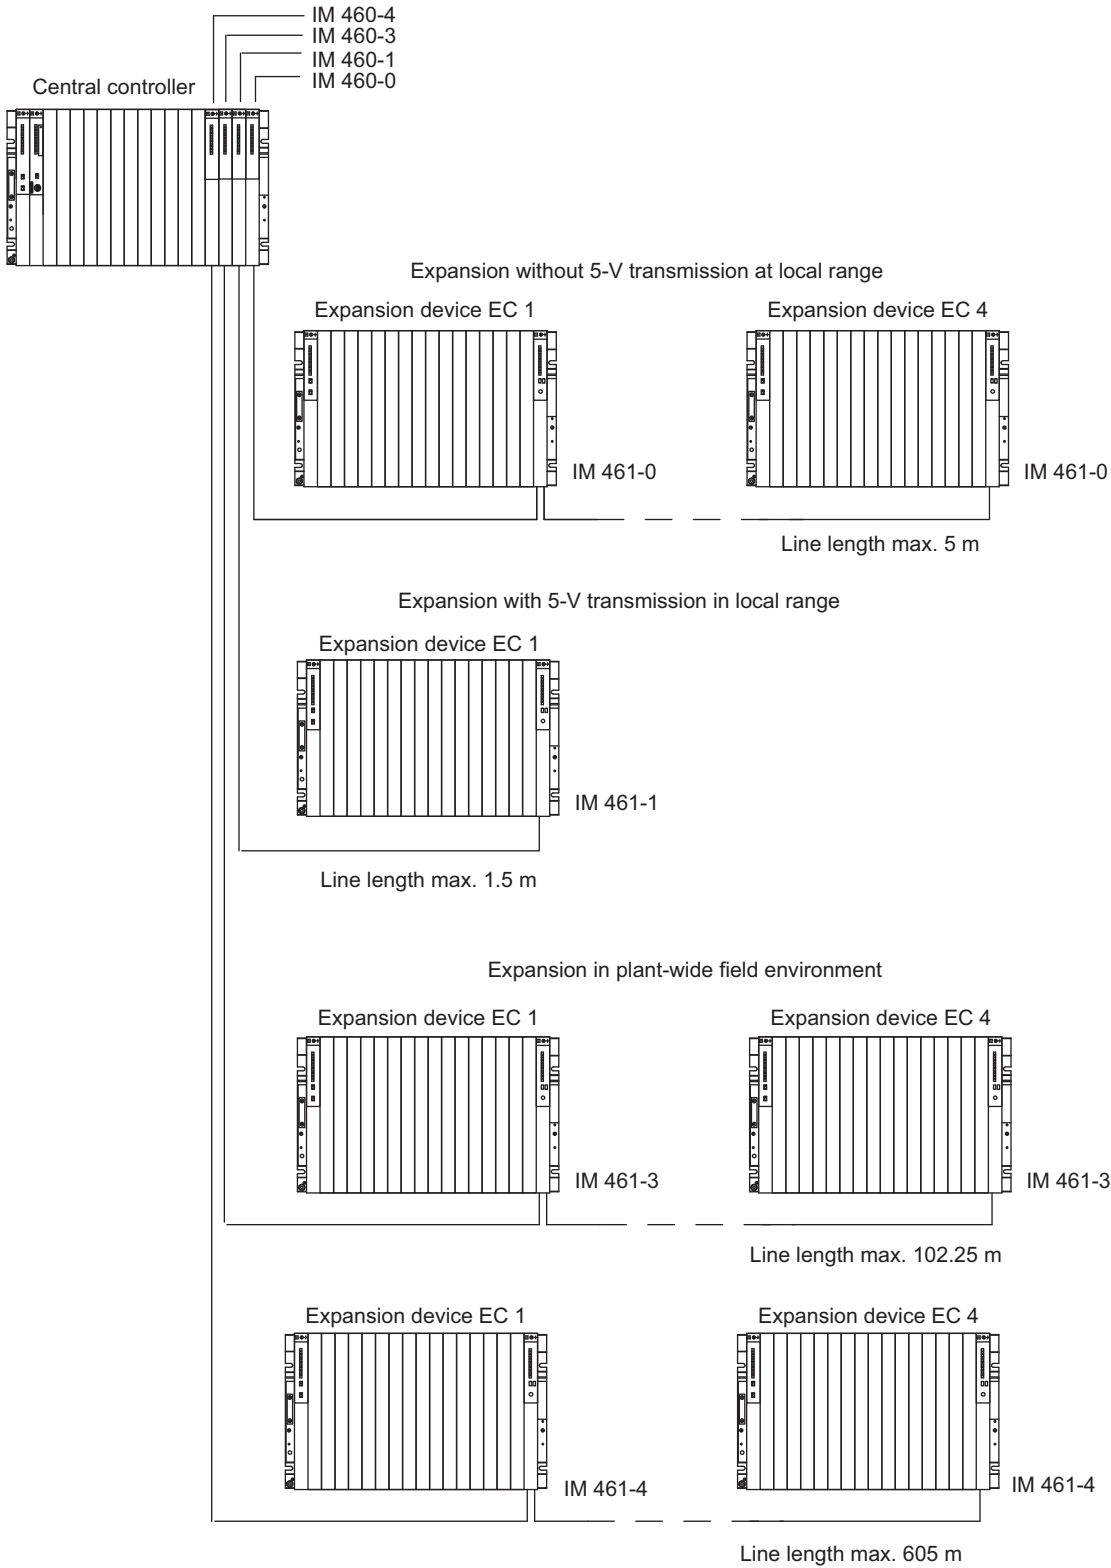 IM 460-4
IM 460-3
IM 460-1
IM 460-0
Central controller
Expansion without 5-V transmission at local range
Expansion device EC 1
Expansion device EC 4
IM 461-0
IM 461-0
Line length max. 5 m
Expansion with 5-V transmission in local range
Expansion device EC 1
IM 461-1
Line length max. 1.5 m
Expansion in plant-wide field environment
Expansion device EC 1
Expansion device EC 4
IM 461-3
IM 461-3
Line length max. 102.25 m
Expansion device EC 1
Expansion device EC 4
IM 461-4
IM 461-4
Line length max. 605 m